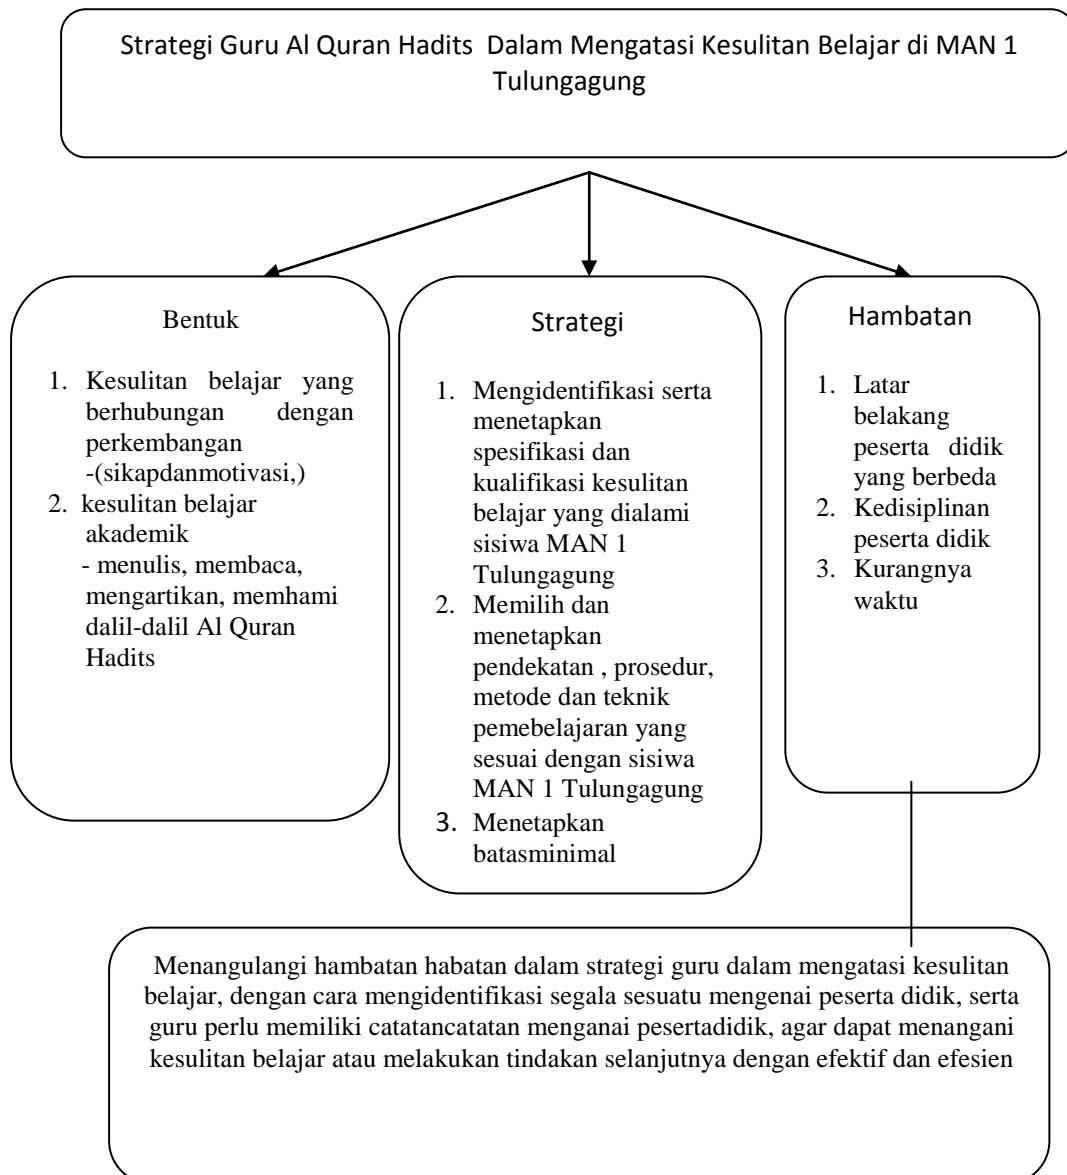 Strategi Guru Al Quran Hadits  Dalam Mengatasi Kesulitan Belajar di MAN 1
Tulungagung
Bentuk
1. Kesulitan belajar yang
berhubungan dengan
perkembangan
-(sikapdanmotivasi,)
2. kesulitan belajar
akademik
- menulis, membaca,
mengartikan, memhami
dalil-dalil Al Quran
Hadits
Strategi
1. Mengidentifikasi serta
menetapkan
spesifikasi dan
kualifikasi kesulitan
belajar yang dialami
sisiwa MAN 1
Tulungagung
2. Memilih dan
menetapkan
pendekatan , prosedur,
metode dan teknik
pemebelajaran yang
sesuai dengan sisiwa
MAN 1 Tulungagung
3. Menetapkan
batasminimal
Hambatan
1. Latar
belakang
peserta didik
yang berbeda
2. Kedisiplinan
peserta didik
3. Kurangnya
waktu
Menangulangi hambatan habatan dalam strategi guru dalam mengatasi kesulitan
belajar, dengan cara mengidentifikasi segala sesuatu mengenai peserta didik, serta
guru perlu memiliki catatancatatan menganai pesertadidik, agar dapat menangani
kesulitan belajar atau melakukan tindakan selanjutnya dengan efektif dan efesien